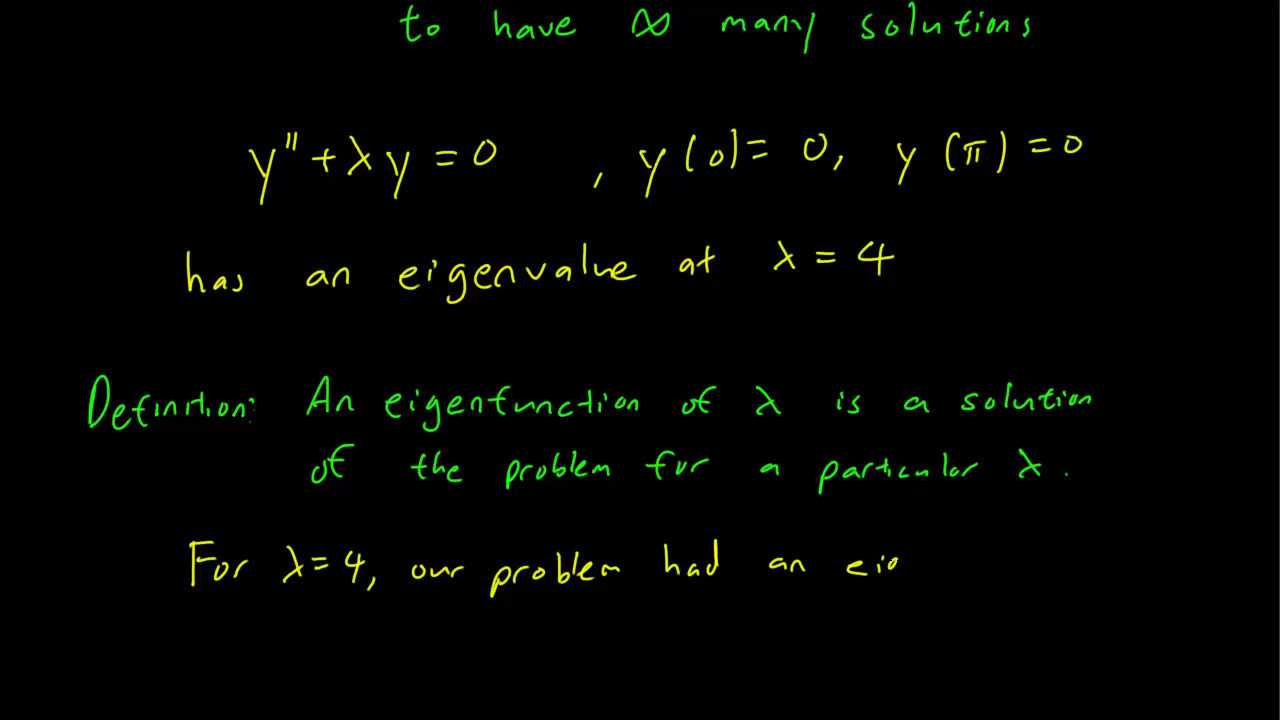 to have ∞ many solutions
y'' + λy = 0 , y(0) = 0, y(π) = 0
has an eigenvalue at λ = 4
Definition: An eigenfunction of λ is a solution
of the problem for a particular λ.
For λ = 4, our problem had an eig